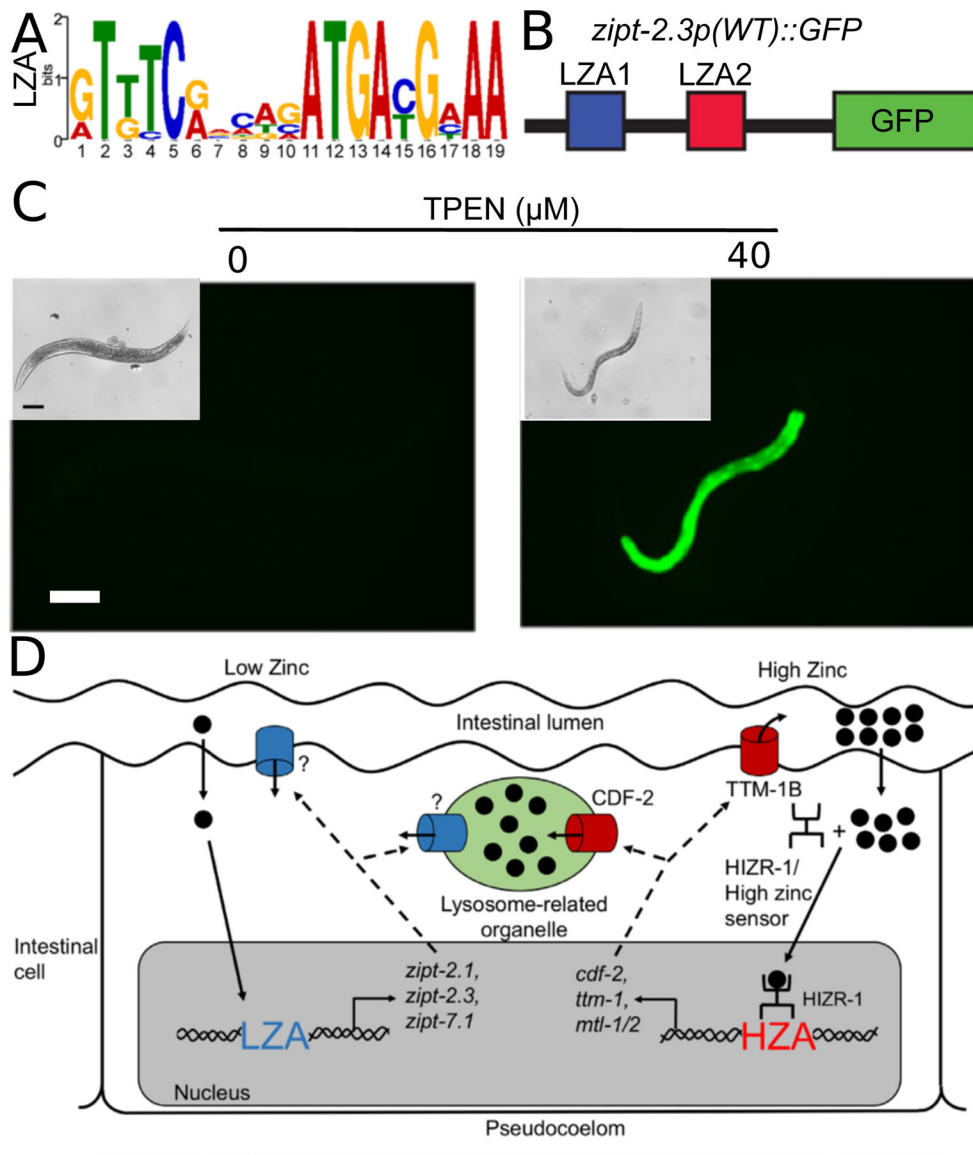 A
LZA
bits
2
1
0
GTTTCG
AGCA
ATGACGAAA
1 2 3 4 5 6 7 8 9 10 11 12 13 14 15 16 17 18 19
B
zipt-2.3p(WT)::GFP
LZA1
LZA2
GFP
C
TPEN (µM)
0
40
D
Low Zinc
High Zinc
Intestinal lumen
?
?
CDF-2
TTM-1B
+
HIZR-1/
High zinc
sensor
Lysosome-related
organelle
Intestinal
cell
zipt-2.1,
zipt-2.3,
zipt-7.1
cdf-2,
ttm-1,
mtl-1/2
HIZR-1
LZA
HZA
Nucleus
Pseudocoelom